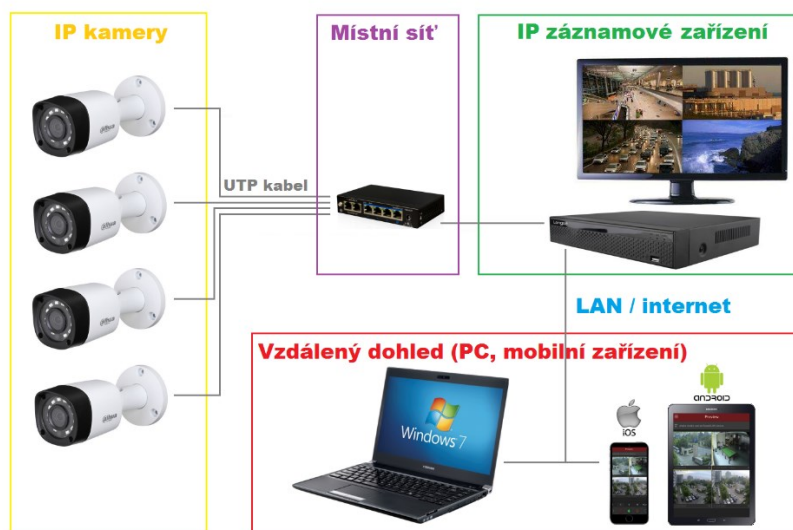 IP kamery
Místní síť
IP záznamové zařízení
UTP kabel
LAN / internet
Vzdálený dohled (PC, mobilní zařízení)
Windows 7
iOS
ANDROID
alhua